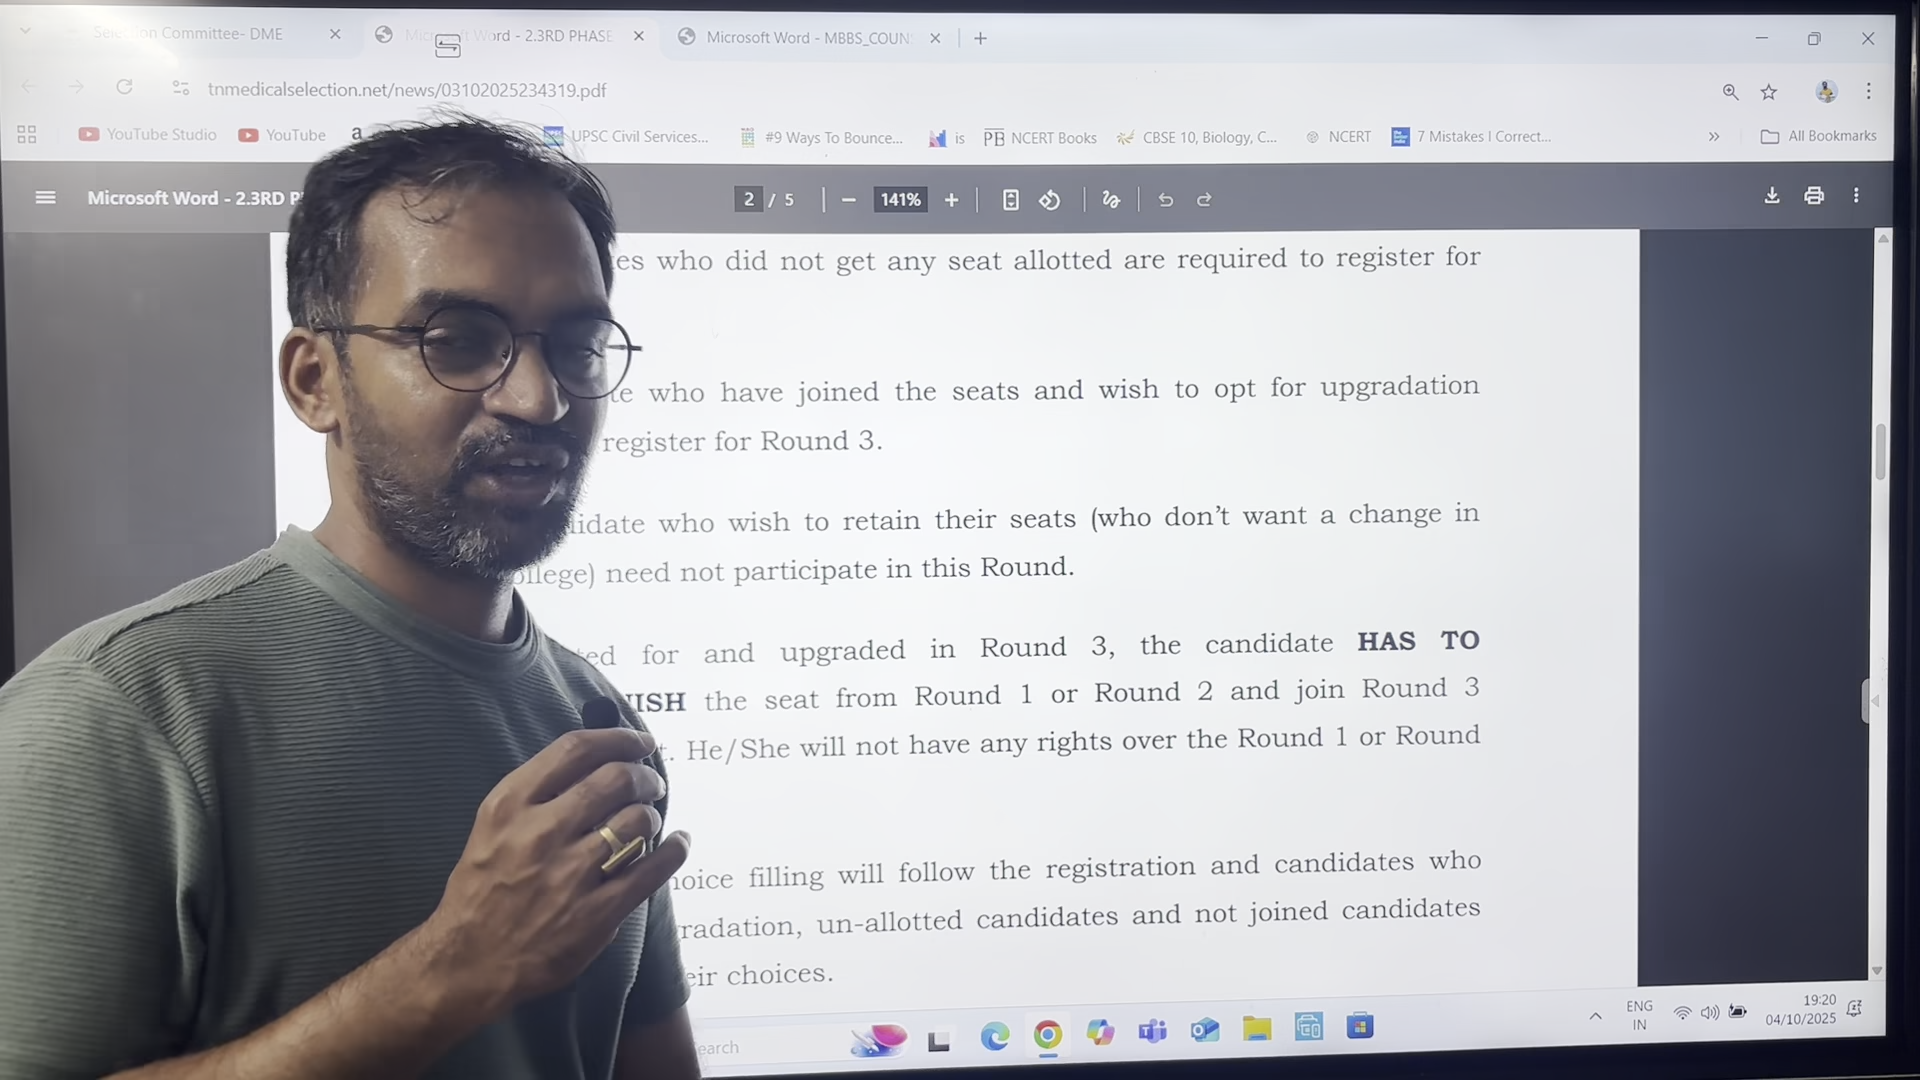 Selection Committee- DME
Word - 2.3RD PHASE
Microsoft Word - MBBS_COUN
tnmedicalselection.net/news/03102025234319.pdf
YouTube Studio
YouTube
a
UPSC Civil Services...
#9 Ways To Bounce...
is
PB NCERT Books
CBSE 10, Biology, C...
NCERT
7 Mistakes I Correct...
All Bookmarks
Microsoft Word - 2.3RD P
2 / 5
141%
es who did not get any seat allotted are required to register for
te who have joined the seats and wish to opt for upgradation
register for Round 3.
lidate who wish to retain their seats (who don't want a change in
ollege) need not participate in this Round.
ted for and upgraded in Round 3, the candidate HAS TO
ISH the seat from Round 1 or Round 2 and join Round 3
t. He/She will not have any rights over the Round 1 or Round
hoice filling will follow the registration and candidates who
radation, un-allotted candidates and not joined candidates
eir choices.
earch
ENG
IN
19:20
04/10/2025